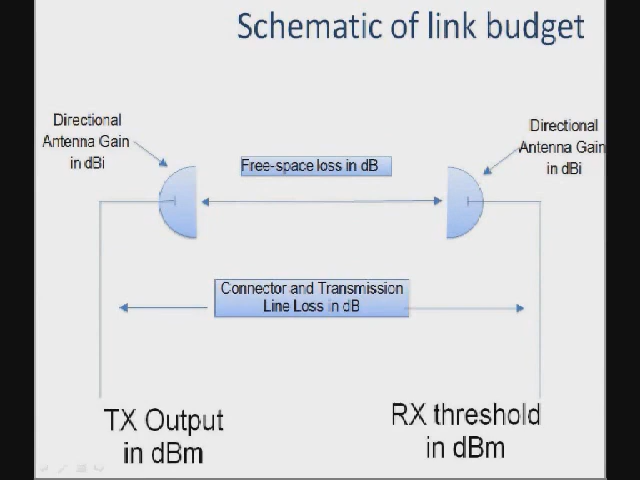 Schematic of link budget
Directional
Antenna Gain
in dBi
Free-space loss in dB
Directional
Antenna Gain
in dBi
Connector and Transmission
Line Loss in dB
TX Output
in dBm
RX threshold
in dBm